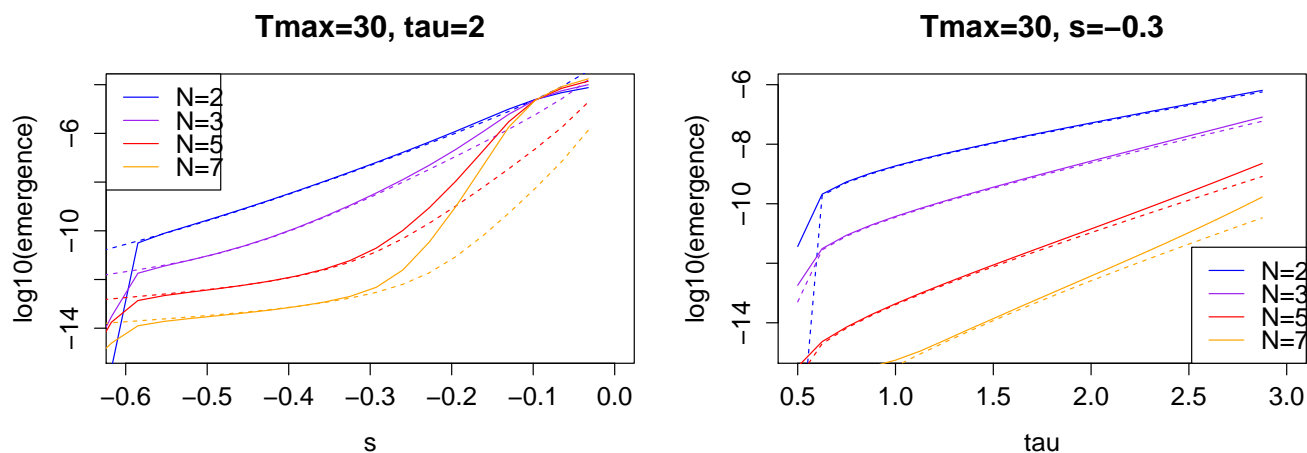 Tmax=30, tau=2
log10(emergence)
−6
−10
−14
N=2
N=3
N=5
N=7
−0.6
−0.5
−0.4
−0.3
−0.2
−0.1
0.0
s
Tmax=30, s=−0.3
log10(emergence)
−6
−8
−10
−14
N=2
N=3
N=5
N=7
0.5
1.0
1.5
2.0
2.5
3.0
tau